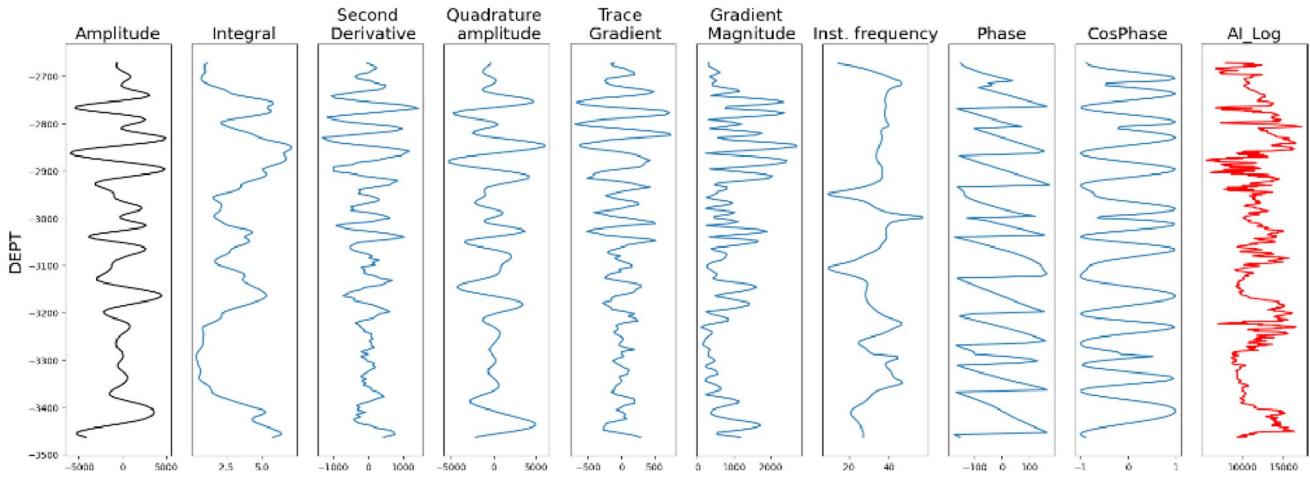 Amplitude
Integral
Second
Derivative
Quadrature
amplitude
Trace
Gradient
Gradient
Magnitude
Inst. frequency
Phase
CosPhase
AI_Log
DEPT
−2700
−2800
−2900
−3000
−3100
−3200
−3300
−3400
−3500
−5000 0 5000
2.5 5.0
−1000 0 1000
−5000 0 5000
−500 0 500
0 1000 2000
20 40
−100 0 100
−1 0 1
10000 15000